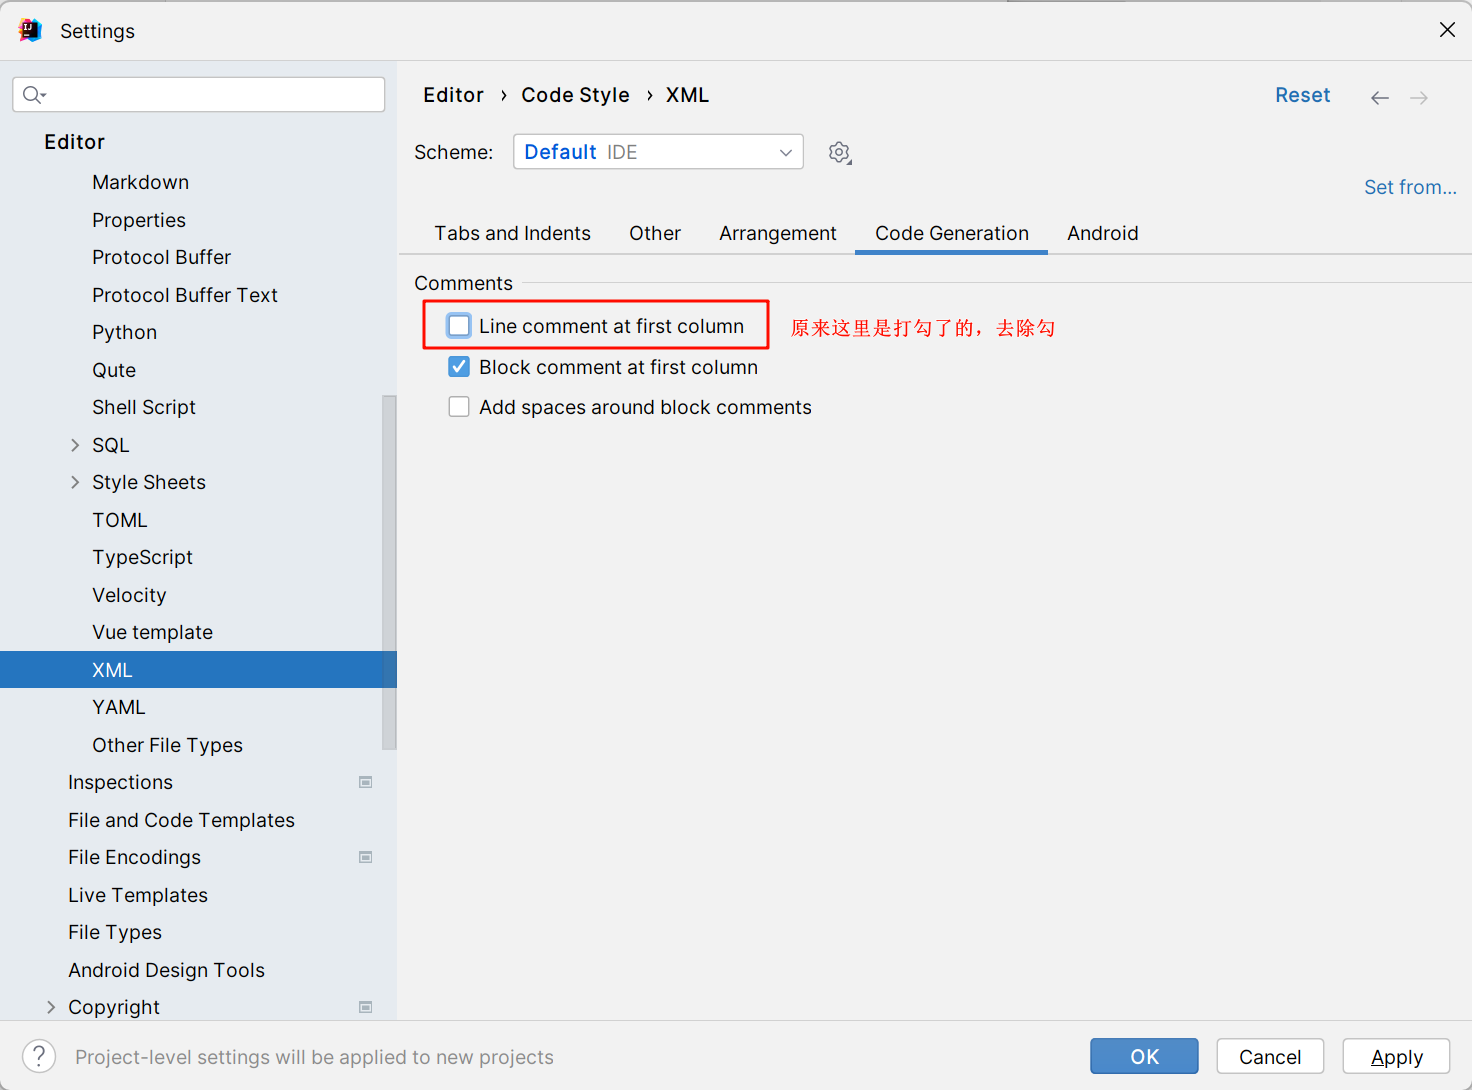 Settings
Editor › Code Style › XML
Reset
Scheme:
Default IDE
Set from...
Tabs and Indents
Other
Arrangement
Code Generation
Android
Comments
Line comment at first column
原来这里是打勾了的，去除勾
Block comment at first column
Add spaces around block comments
Editor
Markdown
Properties
Protocol Buffer
Protocol Buffer Text
Python
Qute
Shell Script
SQL
Style Sheets
TOML
TypeScript
Velocity
Vue template
XML
YAML
Other File Types
Inspections
File and Code Templates
File Encodings
Live Templates
File Types
Android Design Tools
Copyright
? Project-level settings will be applied to new projects
OK
Cancel
Apply